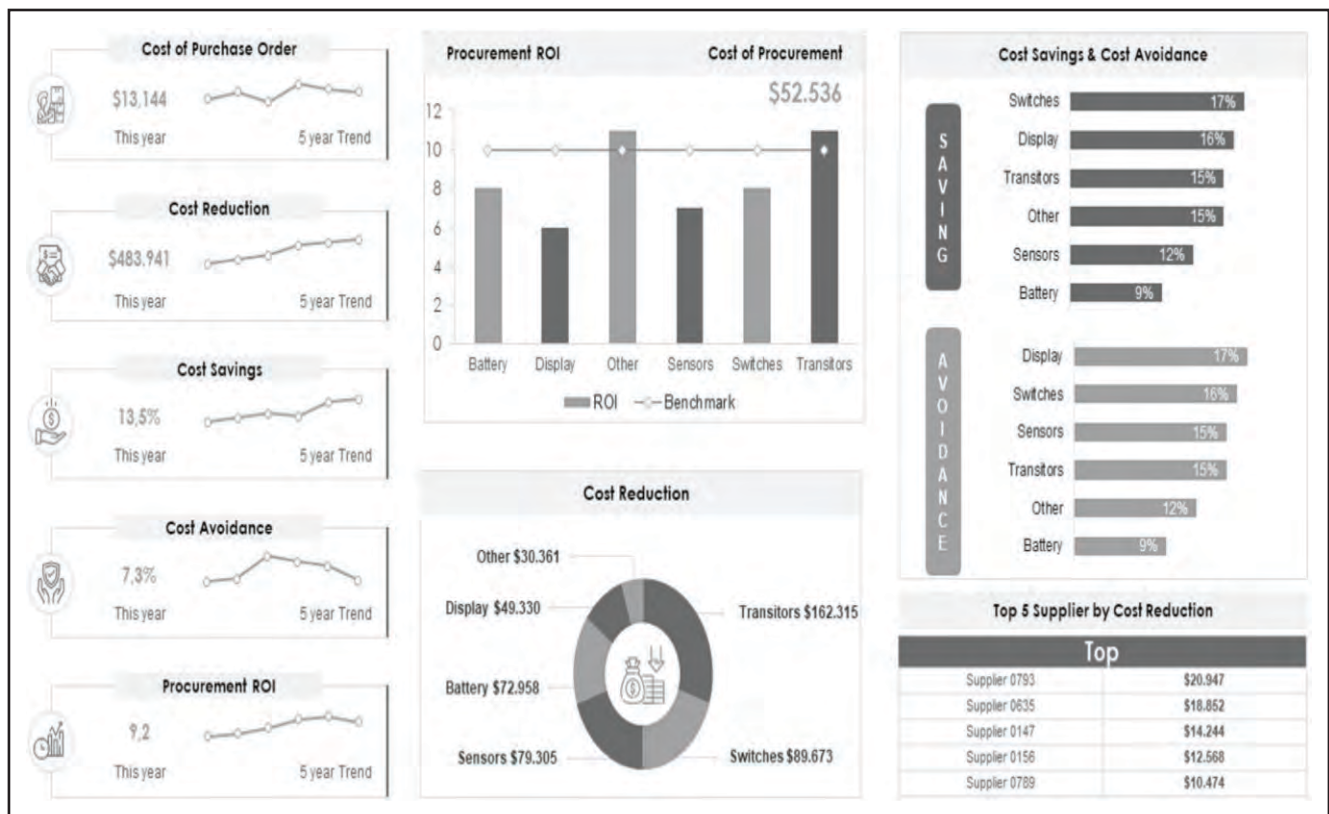 Cost of Purchase Order
$13,144
This year
5 year Trend
Cost Reduction
$483.941
This year
5 year Trend
Cost Savings
13,5%
This year
5 year Trend
Cost Avoidance
7,3%
This year
5 year Trend
Procurement ROI
9,2
This year
5 year Trend
Procurement ROI
Cost of Procurement
$52.536
12
10
8
6
4
2
0
Battery
Display
Other
Sensors
Switches
Transitors
ROI
Benchmark
Cost Reduction
Other $30.361
Display $49.330
Transitors $162.315
Battery $72.958
Sensors $79.305
Switches $89.673
Cost Savings & Cost Avoidance
SAVING
Switches 17%
Display 16%
Transitors 15%
Other 15%
Sensors 12%
Battery 9%
AVOIDANCE
Display 17%
Switches 16%
Sensors 15%
Transitors 15%
Other 12%
Battery 9%
Top 5 Supplier by Cost Reduction
Top
Supplier 0793 $20.947
Supplier 0635 $18.852
Supplier 0147 $14.244
Supplier 0156 $12.568
Supplier 0789 $10.474